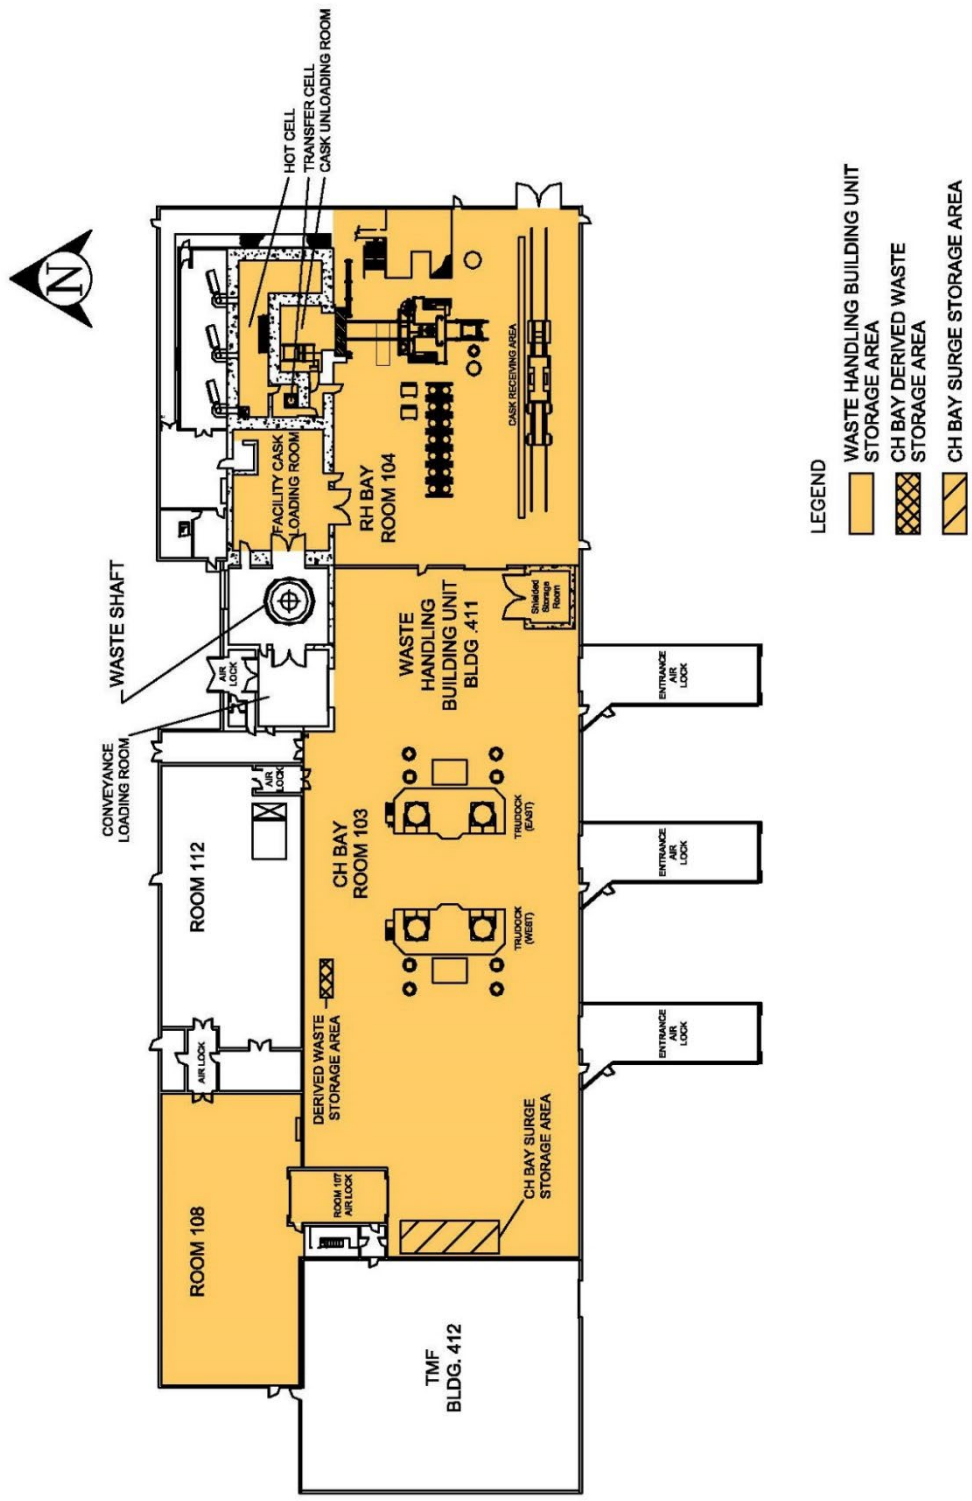 N
HOT CELL
TRANSFER CELL
CASK UNLOADING ROOM
WASTE SHAFT
CONVEYANCE
LOADING ROOM
FACILITY CASK
LOADING ROOM
RH BAY
ROOM 104
CASK RECEIVING AREA
AIR
LOCK
AIR
LOCK
ROOM 112
AIR LOCK
ROOM 108
WASTE
HANDLING
BUILDING UNIT
BLDG .411
Shielded
Storage
Room
CH BAY
ROOM 103
TRUDOCK
(EAST)
TRUDOCK
(WEST)
DERIVED WASTE
STORAGE AREA
ROOM 107
AIR LOCK
CH BAY SURGE
STORAGE AREA
TMF
BLDG. 412
ENTRANCE
AIR
LOCK
ENTRANCE
AIR
LOCK
ENTRANCE
AIR
LOCK
LEGEND
WASTE HANDLING BUILDING UNIT
STORAGE AREA
CH BAY DERIVED WASTE
STORAGE AREA
CH BAY SURGE STORAGE AREA